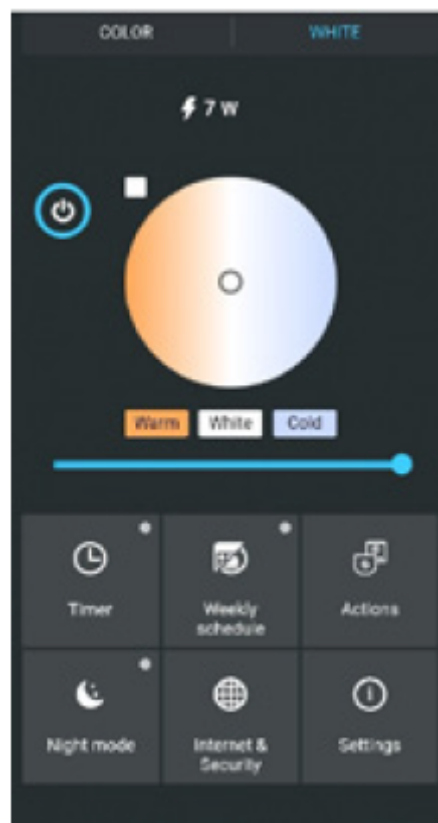 COLOR
WHITE
7 W
Warm
White
Cold
Timer
Weekly
schedule
Actions
Night mode
Internet &
Security
Settings